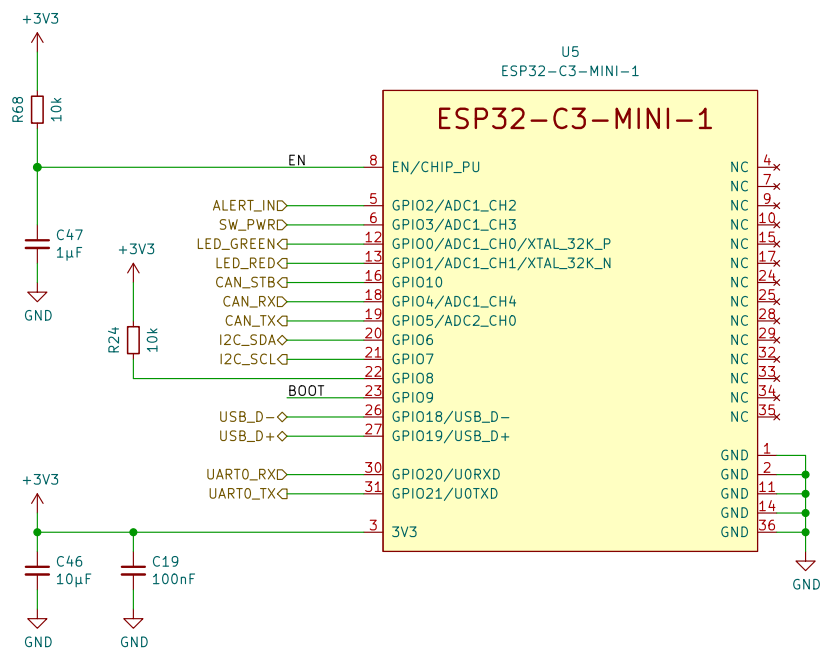 +3V3
R68
10k
C47
1µF
GND
+3V3
R24
10k
+3V3
C46
10µF
GND
C19
100nF
GND
U5
ESP32-C3-MINI-1
ESP32-C3-MINI-1
EN 8 EN/CHIP_PU
ALERT_IN 5 GPIO2/ADC1_CH2
SW_PWR 6 GPIO3/ADC1_CH3
LED_GREEN 12 GPIO0/ADC1_CH0/XTAL_32K_P
LED_RED 13 GPIO1/ADC1_CH1/XTAL_32K_N
CAN_STB 16 GPIO10
CAN_RX 18 GPIO4/ADC1_CH4
CAN_TX 19 GPIO5/ADC2_CH0
I2C_SDA 20 GPIO6
I2C_SCL 21 GPIO7
22 GPIO8
BOOT 23 GPIO9
USB_D- 26 GPIO18/USB_D-
USB_D+ 27 GPIO19/USB_D+
UART0_RX 30 GPIO20/U0RXD
UART0_TX 31 GPIO21/U0TXD
3 3V3
NC 4
NC 7
NC 9
NC 10
NC 15
NC 17
NC 24
NC 25
NC 28
NC 29
NC 32
NC 33
NC 34
NC 35
GND 1
GND 2
GND 11
GND 14
GND 36
GND